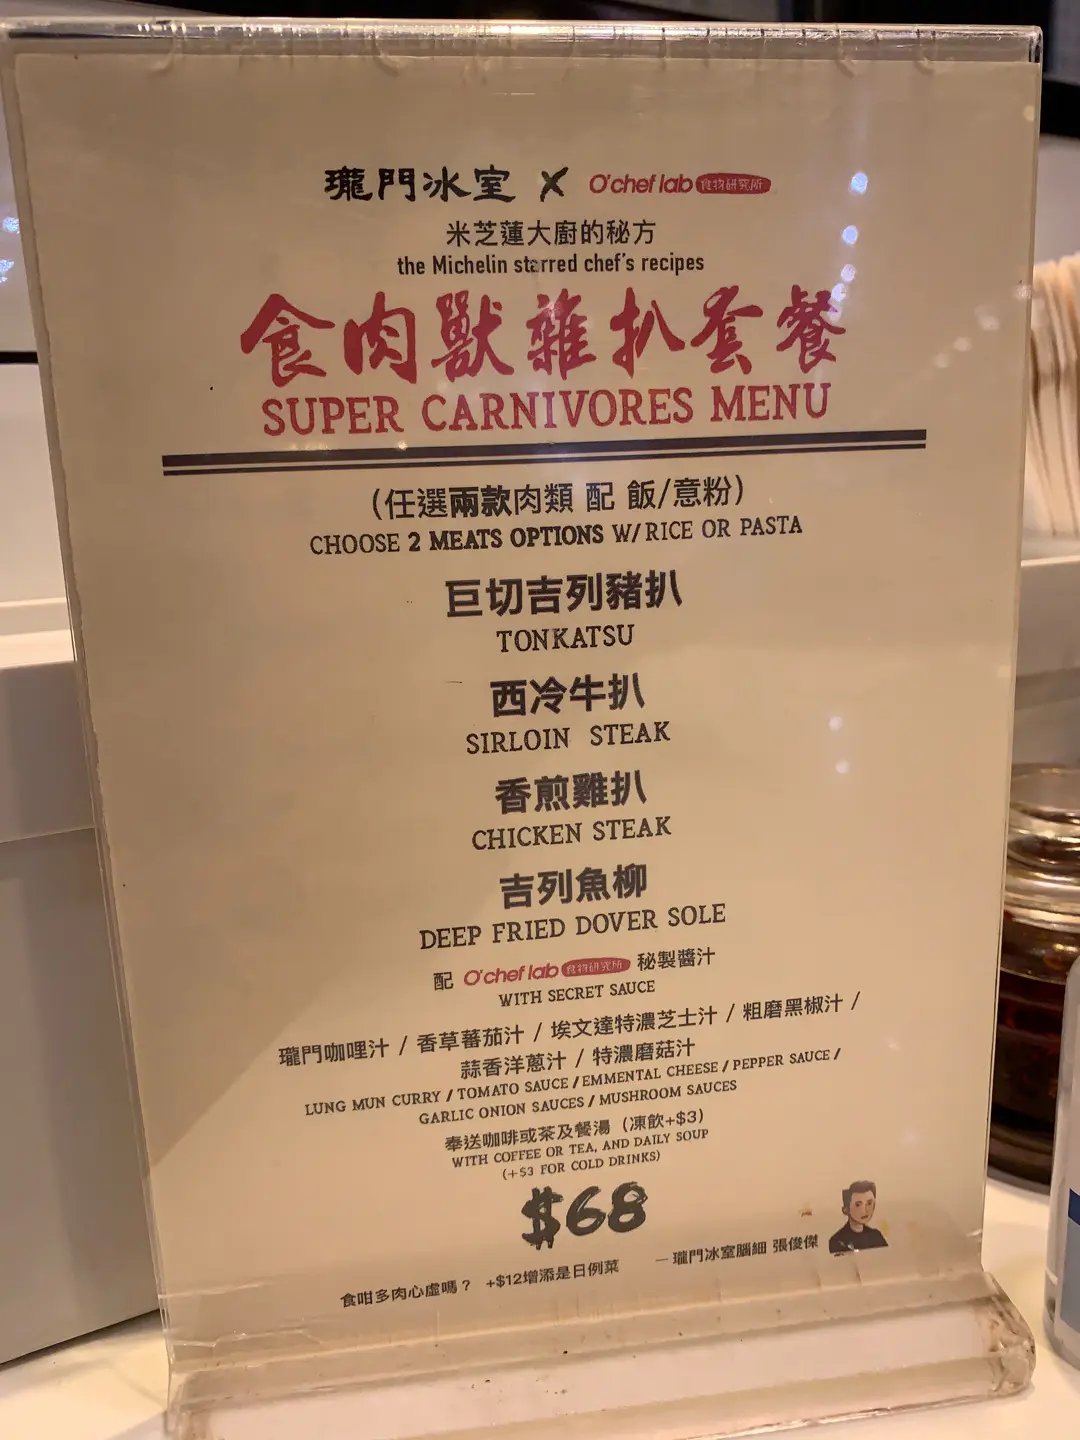 瓏門冰室 X O'chef lab 食物研究所
米芝蓮大廚的秘方
the Michelin starred chef's recipes
食肉獸雜扒套餐
SUPER CARNIVORES MENU
(任選兩款肉類 配 飯/意粉)
CHOOSE 2 MEATS OPTIONS W/ RICE OR PASTA
巨切吉列豬扒
TONKATSU
西冷牛扒
SIRLOIN STEAK
香煎雞扒
CHICKEN STEAK
吉列魚柳
DEEP FRIED DOVER SOLE
配 O'chef lab 食物研究所 秘製醬汁
WITH SECRET SAUCE
瓏門咖哩汁 / 香草蕃茄汁 / 埃文達特濃芝士汁 / 粗磨黑椒汁 /
蒜香洋蔥汁 / 特濃磨菇汁
LUNG MUN CURRY / TOMATO SAUCE / EMMENTAL CHEESE / PEPPER SAUCE /
GARLIC ONION SAUCES / MUSHROOM SAUCES
奉送咖啡或茶及餐湯 (凍飲+$3)
WITH COFFEE OR TEA, AND DAILY SOUP
(+$3 FOR COLD DRINKS)
$68
— 瓏門冰室腦細 張俊傑
食咁多肉心虛嗎？ +$12增添是日例菜